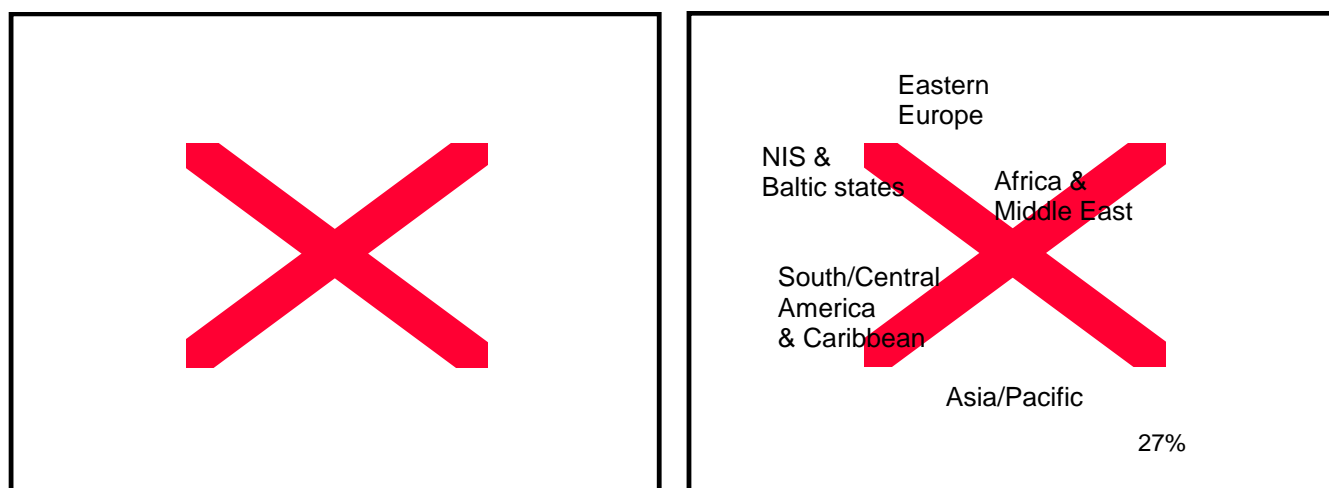 Eastern
Europe
NIS &
Baltic states
Africa &
Middle East
South/Central
America
& Caribbean
Asia/Pacific
27%